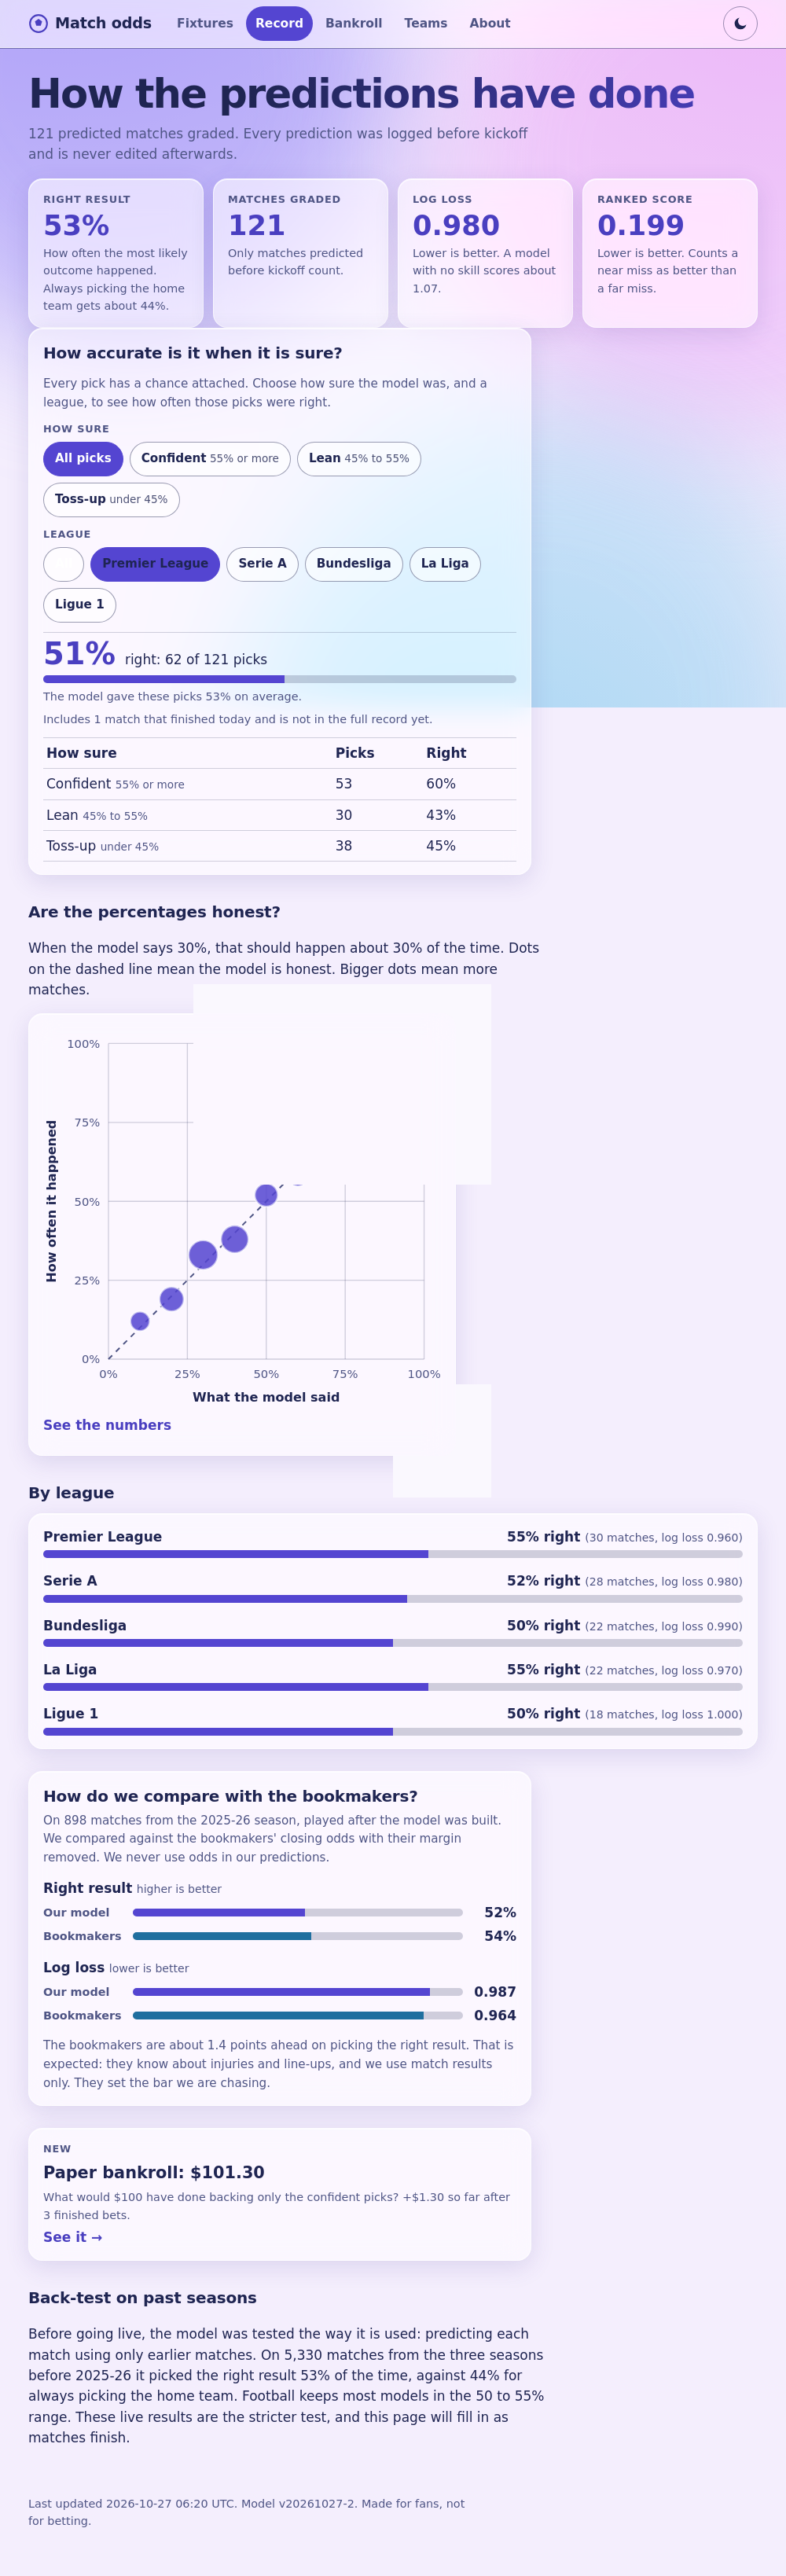 Match odds Fixtures Record Bankroll Teams About
How the predictions have done
121 predicted matches graded. Every prediction was logged before kickoff
and is never edited afterwards.
RIGHT RESULT
53%
How often the most likely
outcome happened.
Always picking the home
team gets about 44%.
MATCHES GRADED
121
Only matches predicted
before kickoff count.
LOG LOSS
0.980
Lower is better. A model
with no skill scores about
1.07.
RANKED SCORE
0.199
Lower is better. Counts a
near miss as better than
a far miss.
How accurate is it when it is sure?
Every pick has a chance attached. Choose how sure the model was, and a
league, to see how often those picks were right.
HOW SURE
All picks Confident 55% or more Lean 45% to 55%
Toss-up under 45%
LEAGUE
Premier League Serie A Bundesliga La Liga
Ligue 1
51% right: 62 of 121 picks
The model gave these picks 53% on average.
Includes 1 match that finished today and is not in the full record yet.
How sure Picks Right
Confident 55% or more 53 60%
Lean 45% to 55% 30 43%
Toss-up under 45% 38 45%
Are the percentages honest?
When the model says 30%, that should happen about 30% of the time. Dots
on the dashed line mean the model is honest. Bigger dots mean more
matches.
How often it happened
100%
75%
50%
25%
0%
0% 25% 50% 75% 100%
What the model said
See the numbers
By league
Premier League 55% right (30 matches, log loss 0.960)
Serie A 52% right (28 matches, log loss 0.980)
Bundesliga 50% right (22 matches, log loss 0.990)
La Liga 55% right (22 matches, log loss 0.970)
Ligue 1 50% right (18 matches, log loss 1.000)
How do we compare with the bookmakers?
On 898 matches from the 2025-26 season, played after the model was built.
We compared against the bookmakers' closing odds with their margin
removed. We never use odds in our predictions.
Right result higher is better
Our model 52%
Bookmakers 54%
Log loss lower is better
Our model 0.987
Bookmakers 0.964
The bookmakers are about 1.4 points ahead on picking the right result. That is
expected: they know about injuries and line-ups, and we use match results
only. They set the bar we are chasing.
NEW
Paper bankroll: $101.30
What would $100 have done backing only the confident picks? +$1.30 so far after
3 finished bets.
See it →
Back-test on past seasons
Before going live, the model was tested the way it is used: predicting each
match using only earlier matches. On 5,330 matches from the three seasons
before 2025-26 it picked the right result 53% of the time, against 44% for
always picking the home team. Football keeps most models in the 50 to 55%
range. These live results are the stricter test, and this page will fill in as
matches finish.
Last updated 2026-10-27 06:20 UTC. Model v20261027-2. Made for fans, not
for betting.